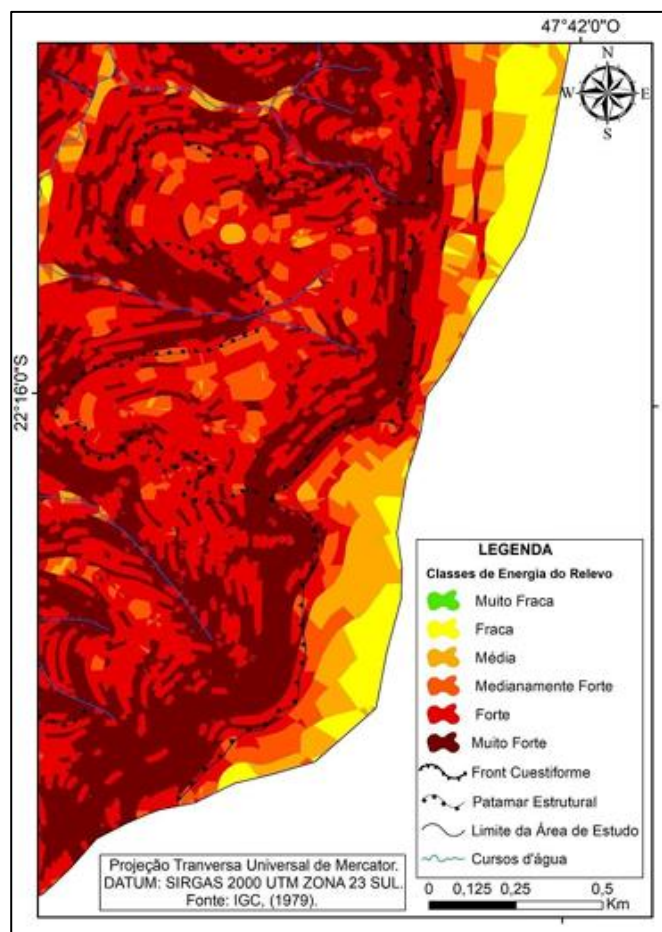 47°42'0"O
N
W E
S
22°16'0"S
LEGENDA
Classes de Energia do Relevo
Muito Fraca
Fraca
Média
Medianamente Forte
Forte
Muito Forte
Front Cuestiforme
Patamar Estrutural
Limite da Área de Estudo
Cursos d'água
Projeção Tranversa Universal de Mercator.
DATUM: SIRGAS 2000 UTM ZONA 23 SUL.
Fonte: IGC, (1979).
0 0,125 0,25 0,5
Km